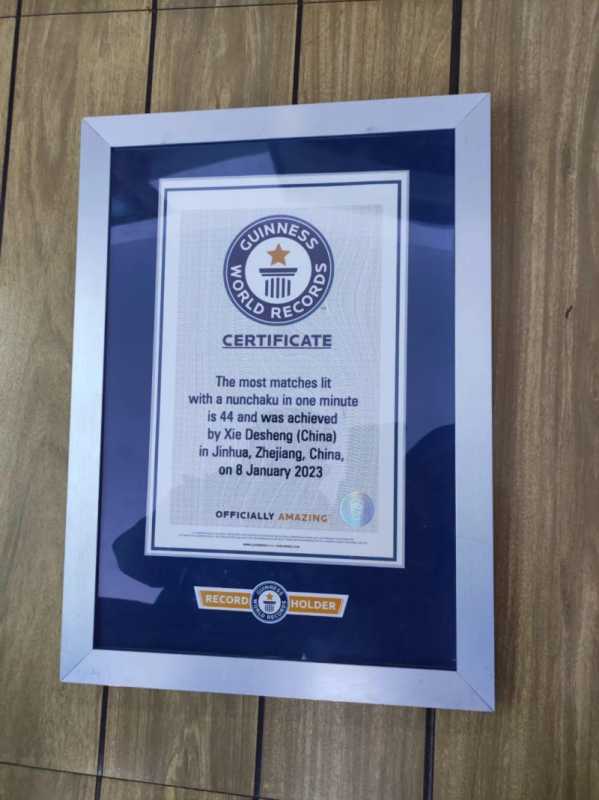 GUINNESS
WORLD RECORDS
CERTIFICATE
The most matches lit
with a nunchaku in one minute
is 44 and was achieved
by Xie Desheng (China)
in Jinhua, Zhejiang, China,
on 8 January 2023
OFFICIALLY AMAZING
RECORD GUINNESS WORLD RECORDS HOLDER